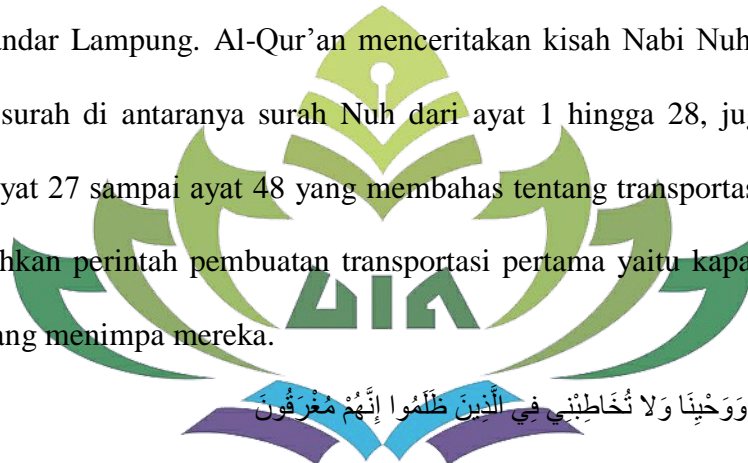 andar Lampung. Al-Qur’an menceritakan kisah Nabi Nuh
surah di antaranya surah Nuh dari ayat 1 hingga 28, jug
yat 27 sampai ayat 48 yang membahas tentang transportas
hkan perintah pembuatan transportasi pertama yaitu kapa
ang menimpa mereka.
وَوَحْيِنَا وَلا تُخَاطِبْنِي فِي الَّذِينَ ظَلَمُوا إِنَّهُمْ مُغْرَقُونَ